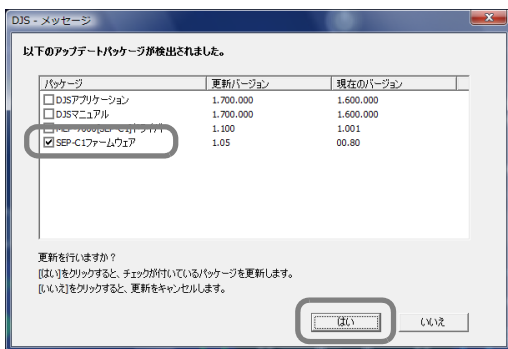 DJS - メッセージ
以下のアップデートパッケージが検出されました。
パッケージ 更新バージョン 現在のバージョン
DJSアプリケーション 1.700.000 1.600.000
DJSマニュアル 1.700.000 1.600.000
MEP-7000[SEP-C1]ドライバ 1.100 1.001
SEP-C1ファームウェア 1.05 00.80
更新を行いますか?
[はい]をクリックすると、チェックが付いているパッケージを更新します。
[いいえ]をクリックすると、更新をキャンセルします。
はい いいえ